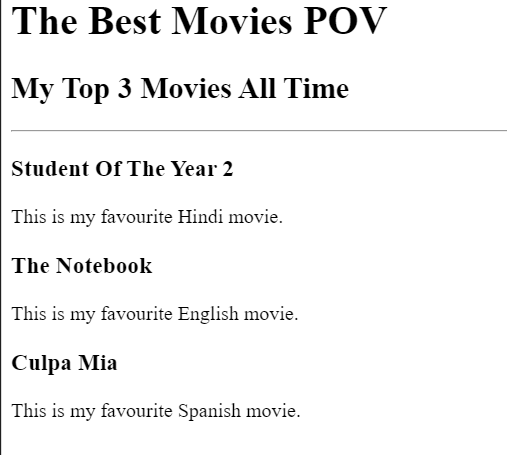 The Best Movies POV
My Top 3 Movies All Time
Student Of The Year 2
This is my favourite Hindi movie.
The Notebook
This is my favourite English movie.
Culpa Mia
This is my favourite Spanish movie.